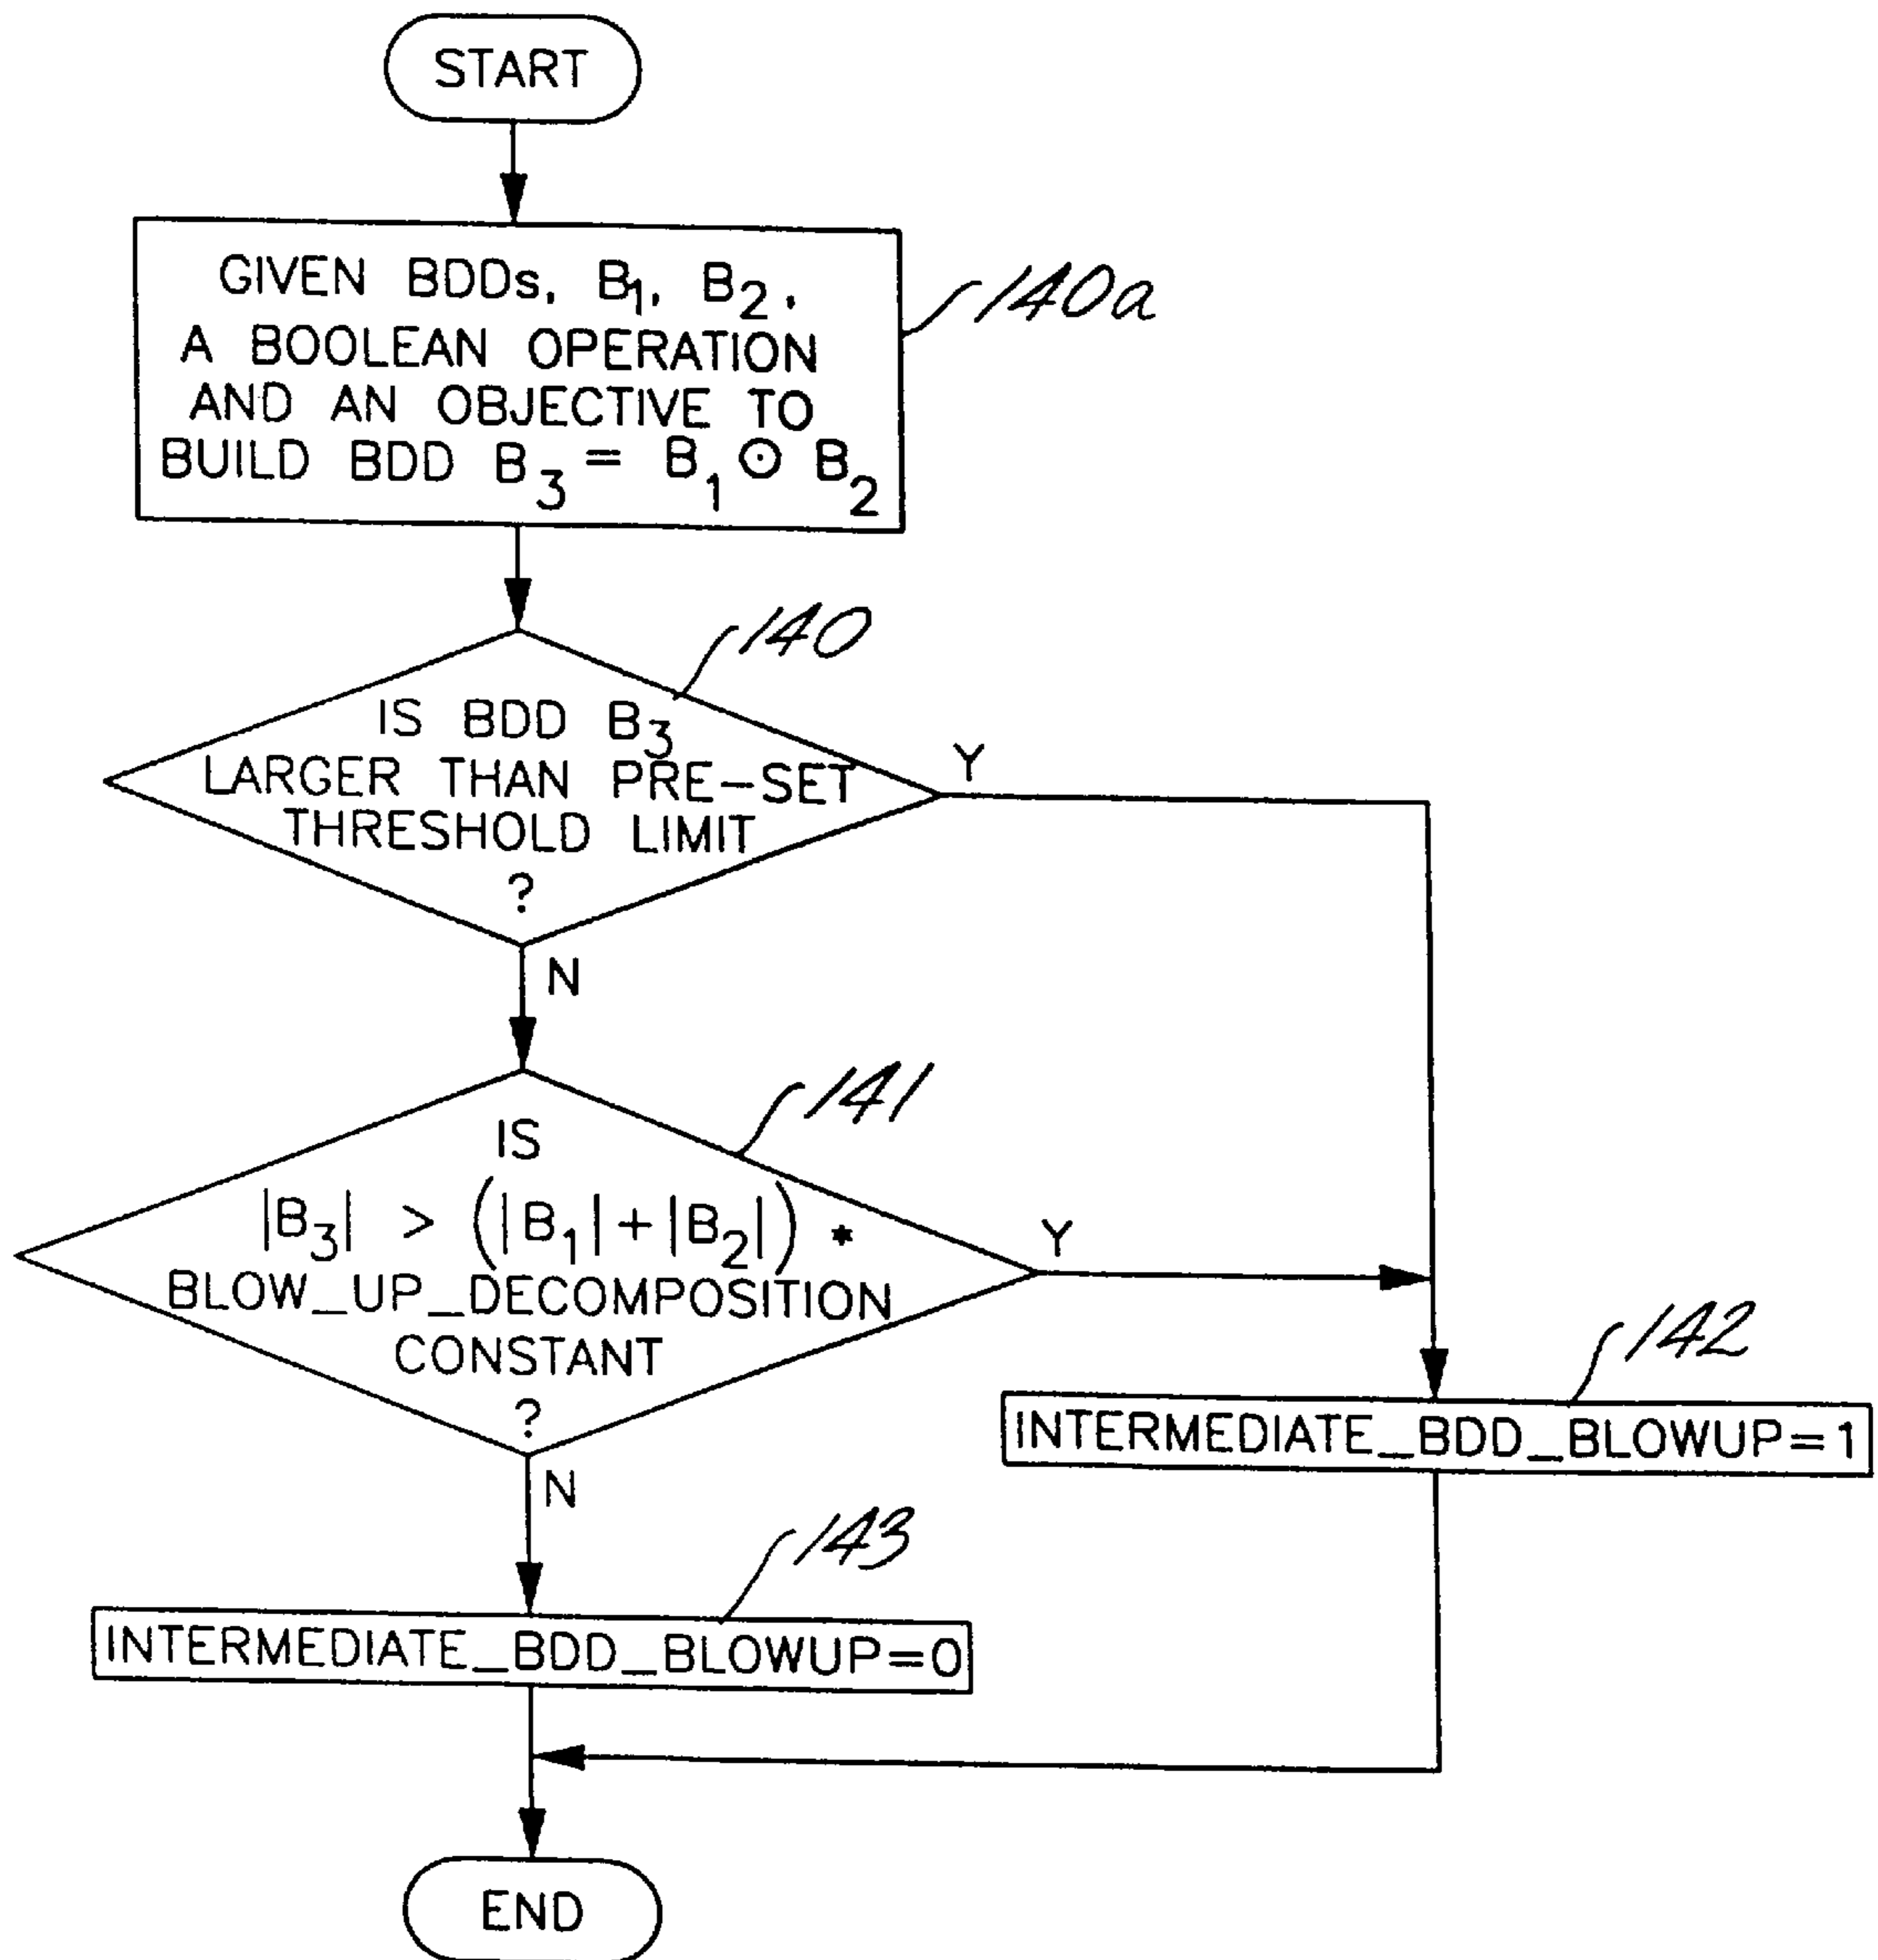 START
GIVEN BDDs, B1, B2,
A BOOLEAN OPERATION
AND AN OBJECTIVE TO
BUILD BDD B3 = B1 ⊙ B2
140a
140
IS BDD B3
LARGER THAN PRE-SET
THRESHOLD LIMIT
?
Y
N
141
IS
|B3| > (|B1|+|B2|) *
BLOW_UP_DECOMPOSITION
CONSTANT
?
Y
N
142
INTERMEDIATE_BDD_BLOWUP=1
143
INTERMEDIATE_BDD_BLOWUP=0
END